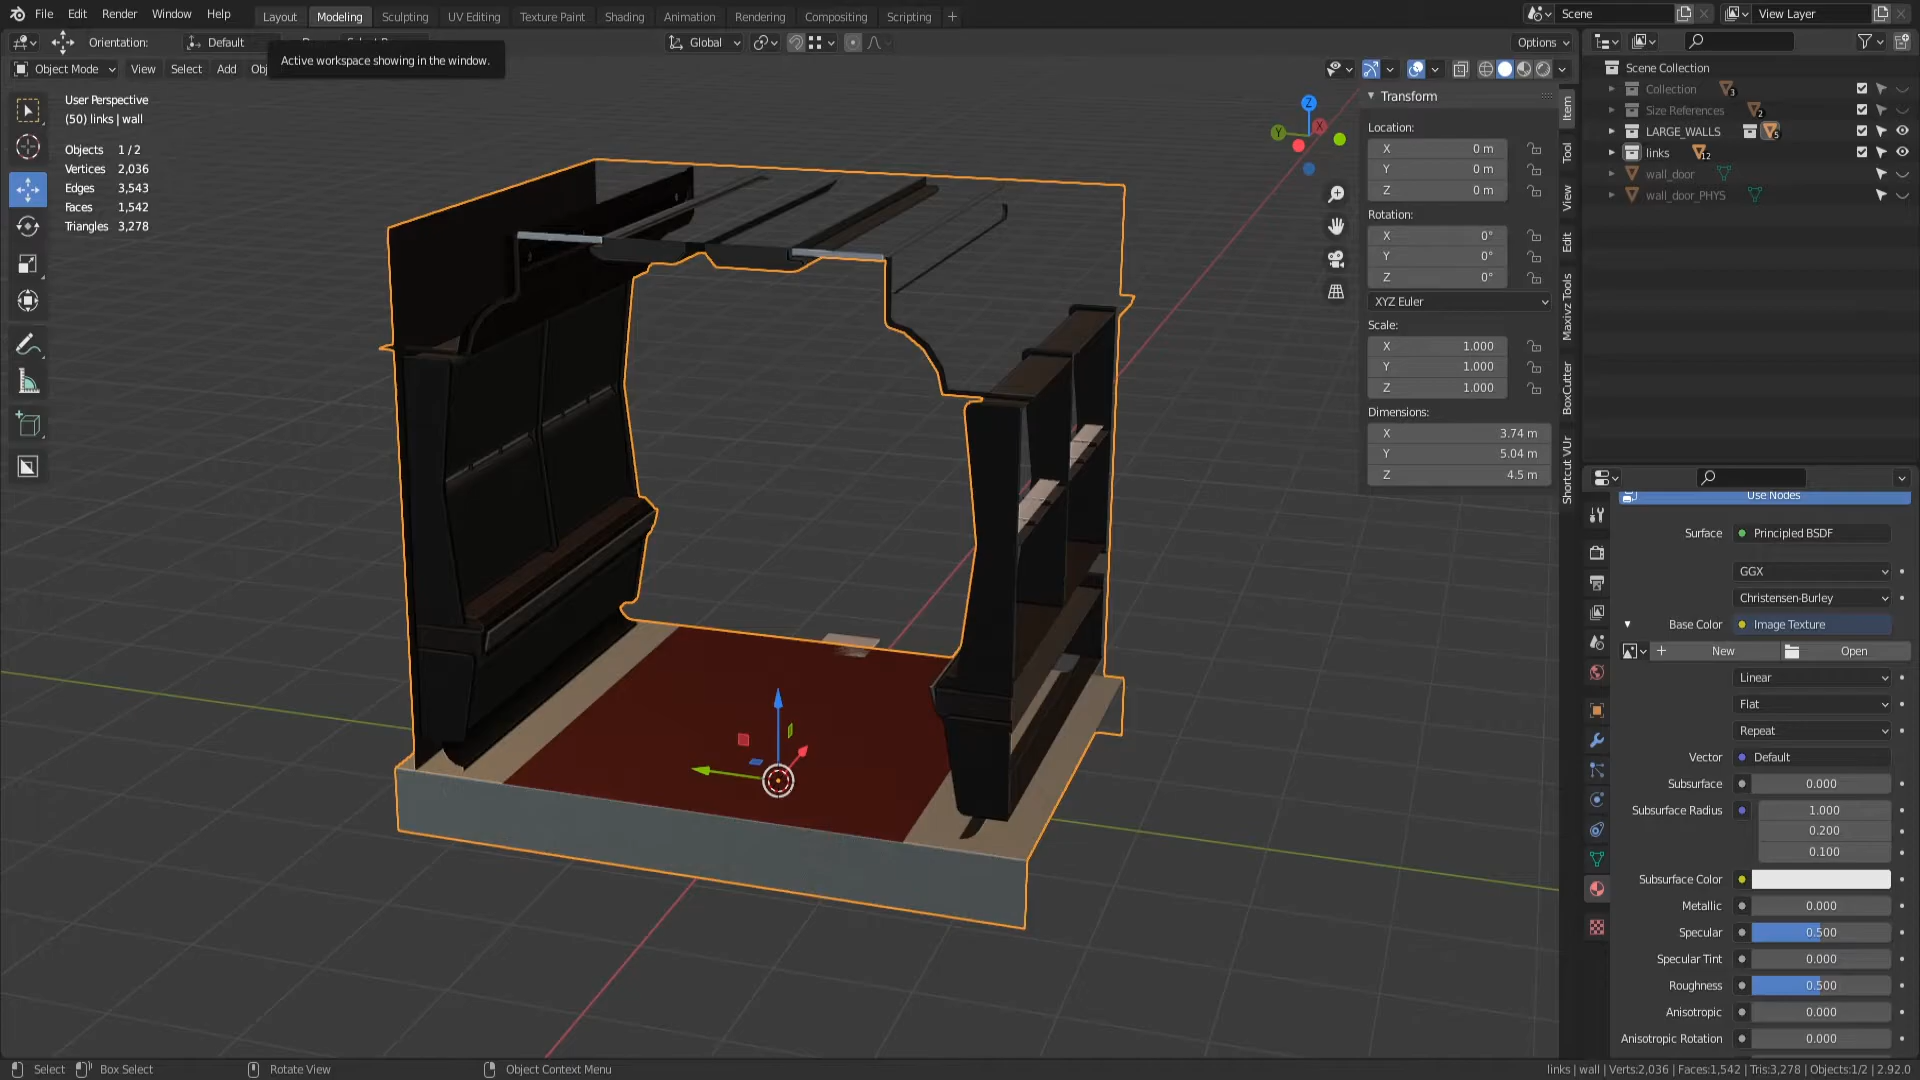 File Edit Render Window Help Layout Modeling Sculpting UV Editing Texture Paint Shading Animation Rendering Compositing Scripting + Scene View Layer
Orientation: Default Global Options
Active workspace showing in the window.
Object Mode View Select Add
User Perspective
(50) links | wall
Objects 1 / 2
Vertices 2,036
Edges 3,543
Faces 1,542
Triangles 3,278
Z
Y
X
Transform
Location:
X 0 m
Y 0 m
Z 0 m
Rotation:
X 0°
Y 0°
Z 0°
XYZ Euler
Scale:
X 1.000
Y 1.000
Z 1.000
Dimensions:
X 3.74 m
Y 5.04 m
Z 4.5 m
Item
Tool
View
Edit
Maxivz Tools
BoxCutter
Shortcut VUr
Scene Collection
Collection 3
Size References 2
LARGE_WALLS 5
links 12
wall_door
wall_door_PHYS
Use Nodes
Surface Principled BSDF
GGX
Christensen-Burley
Base Color Image Texture
+ New Open
Linear
Flat
Repeat
Vector Default
Subsurface 0.000
Subsurface Radius 1.000
0.200
0.100
Subsurface Color
Metallic 0.000
Specular 0.500
Specular Tint 0.000
Roughness 0.500
Anisotropic 0.000
Anisotropic Rotation 0.000
Select Box Select Rotate View Object Context Menu links | wall | Verts:2,036 | Faces:1,542 | Tris:3,278 | Objects:1/2 | 2.92.0